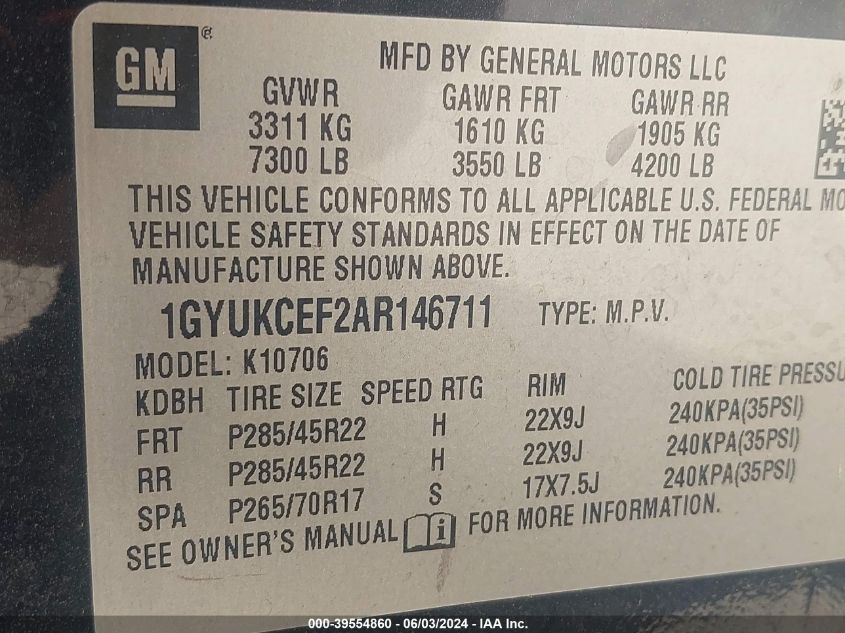 GM
MFD BY GENERAL MOTORS LLC
GVWR GAWR FRT GAWR RR
3311 KG 1610 KG 1905 KG
7300 LB 3550 LB 4200 LB
THIS VEHICLE CONFORMS TO ALL APPLICABLE U.S. FEDERAL MO
VEHICLE SAFETY STANDARDS IN EFFECT ON THE DATE OF
MANUFACTURE SHOWN ABOVE.
1GYUKCEF2AR146711 TYPE: M.P.V.
MODEL: K10706
KDBH TIRE SIZE SPEED RTG RIM COLD TIRE PRESSU
FRT P285/45R22 H 22X9J 240KPA(35PSI)
RR P285/45R22 H 22X9J 240KPA(35PSI)
SPA P265/70R17 S 17X7.5J 240KPA(35PSI)
SEE OWNER'S MANUAL i FOR MORE INFORMATION.
000-39554860 - 06/03/2024 - IAA Inc.